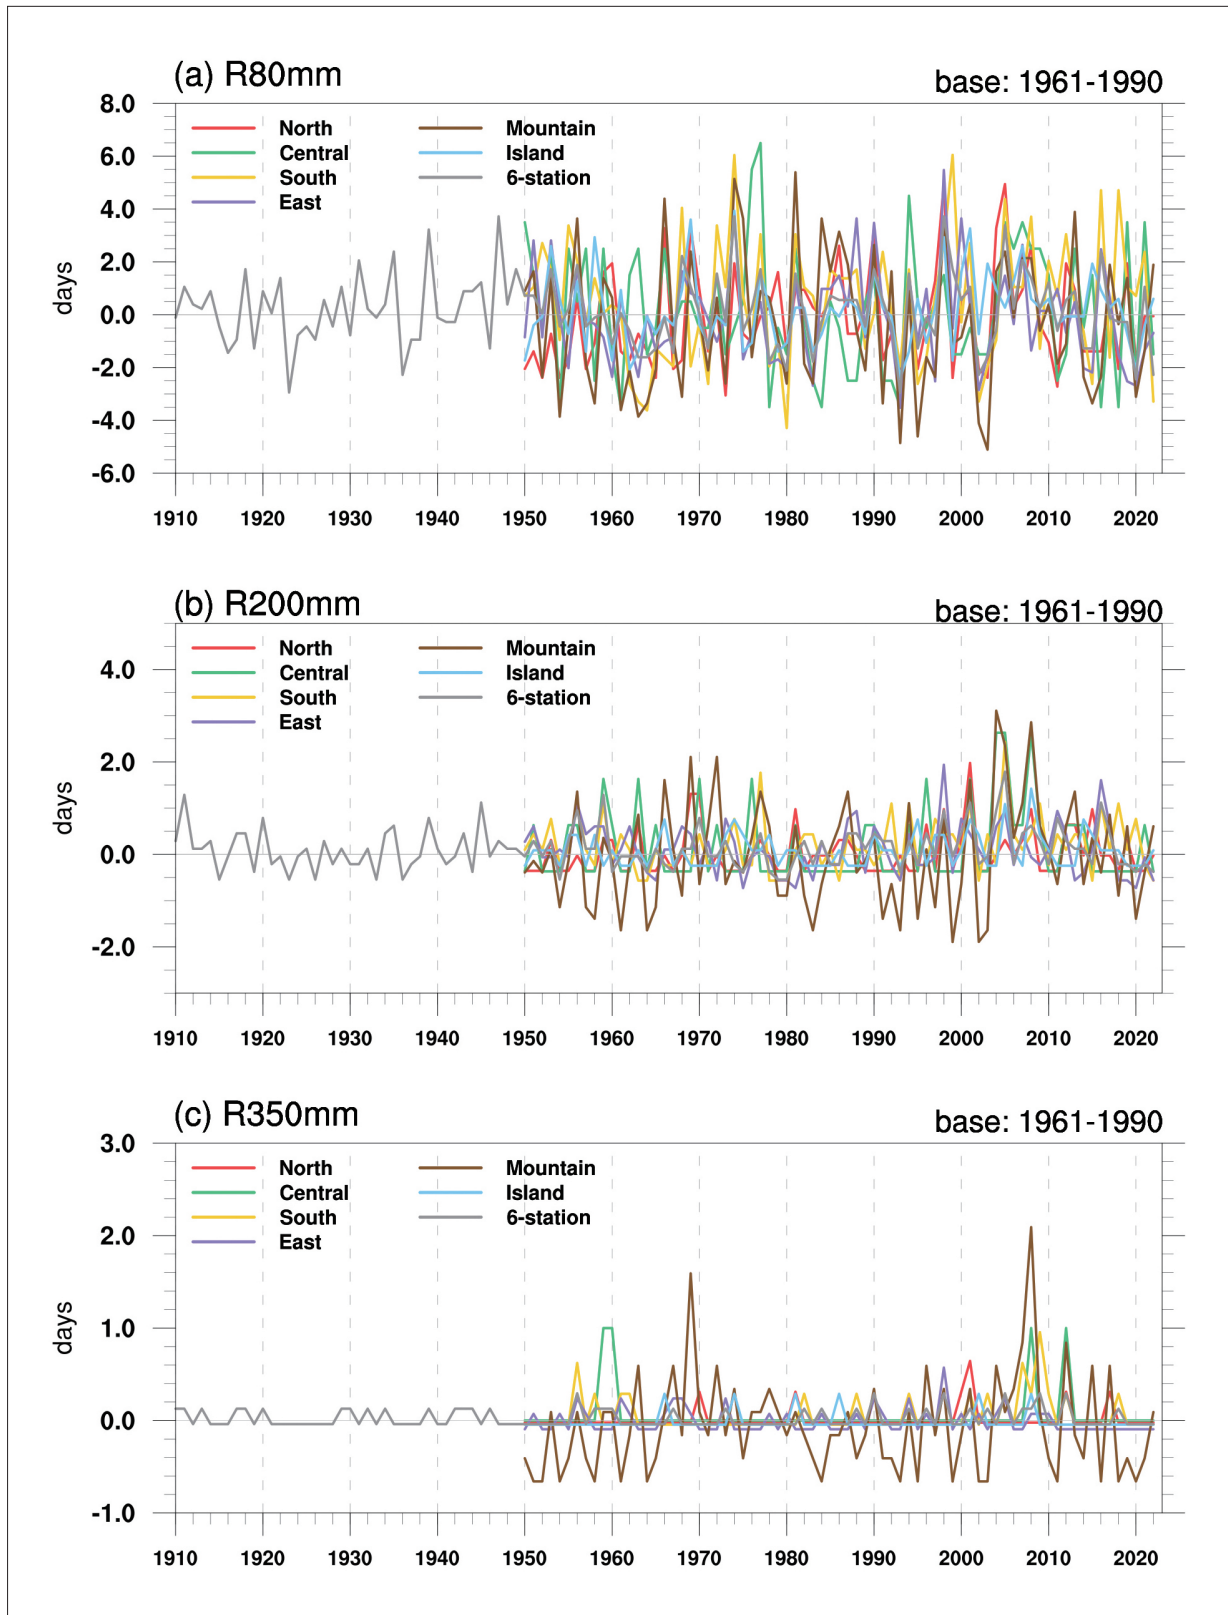 (a) R80mm base: 1961-1990
8.0
6.0
4.0
2.0
0.0
-2.0
-4.0
-6.0
days
North Mountain
Central Island
South 6-station
East
1910 1920 1930 1940 1950 1960 1970 1980 1990 2000 2010 2020
(b) R200mm base: 1961-1990
4.0
2.0
0.0
-2.0
days
North Mountain
Central Island
South 6-station
East
1910 1920 1930 1940 1950 1960 1970 1980 1990 2000 2010 2020
(c) R350mm base: 1961-1990
3.0
2.0
1.0
0.0
-1.0
days
North Mountain
Central Island
South 6-station
East
1910 1920 1930 1940 1950 1960 1970 1980 1990 2000 2010 2020